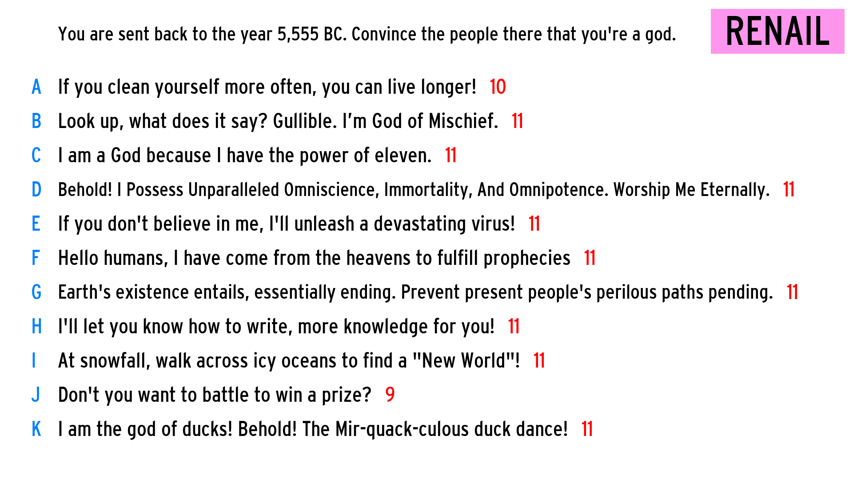 You are sent back to the year 5,555 BC. Convince the people there that you're a god.
RENAIL
A If you clean yourself more often, you can live longer! 10
B Look up, what does it say? Gullible. I'm God of Mischief. 11
C I am a God because I have the power of eleven. 11
D Behold! I Possess Unparalleled Omniscience, Immortality, And Omnipotence. Worship Me Eternally. 11
E If you don't believe in me, I'll unleash a devastating virus! 11
F Hello humans, I have come from the heavens to fulfill prophecies 11
G Earth's existence entails, essentially ending. Prevent present people's perilous paths pending. 11
H I'll let you know how to write, more knowledge for you! 11
I At snowfall, walk across icy oceans to find a "New World"! 11
J Don't you want to battle to win a prize? 9
K I am the god of ducks! Behold! The Mir-quack-culous duck dance! 11